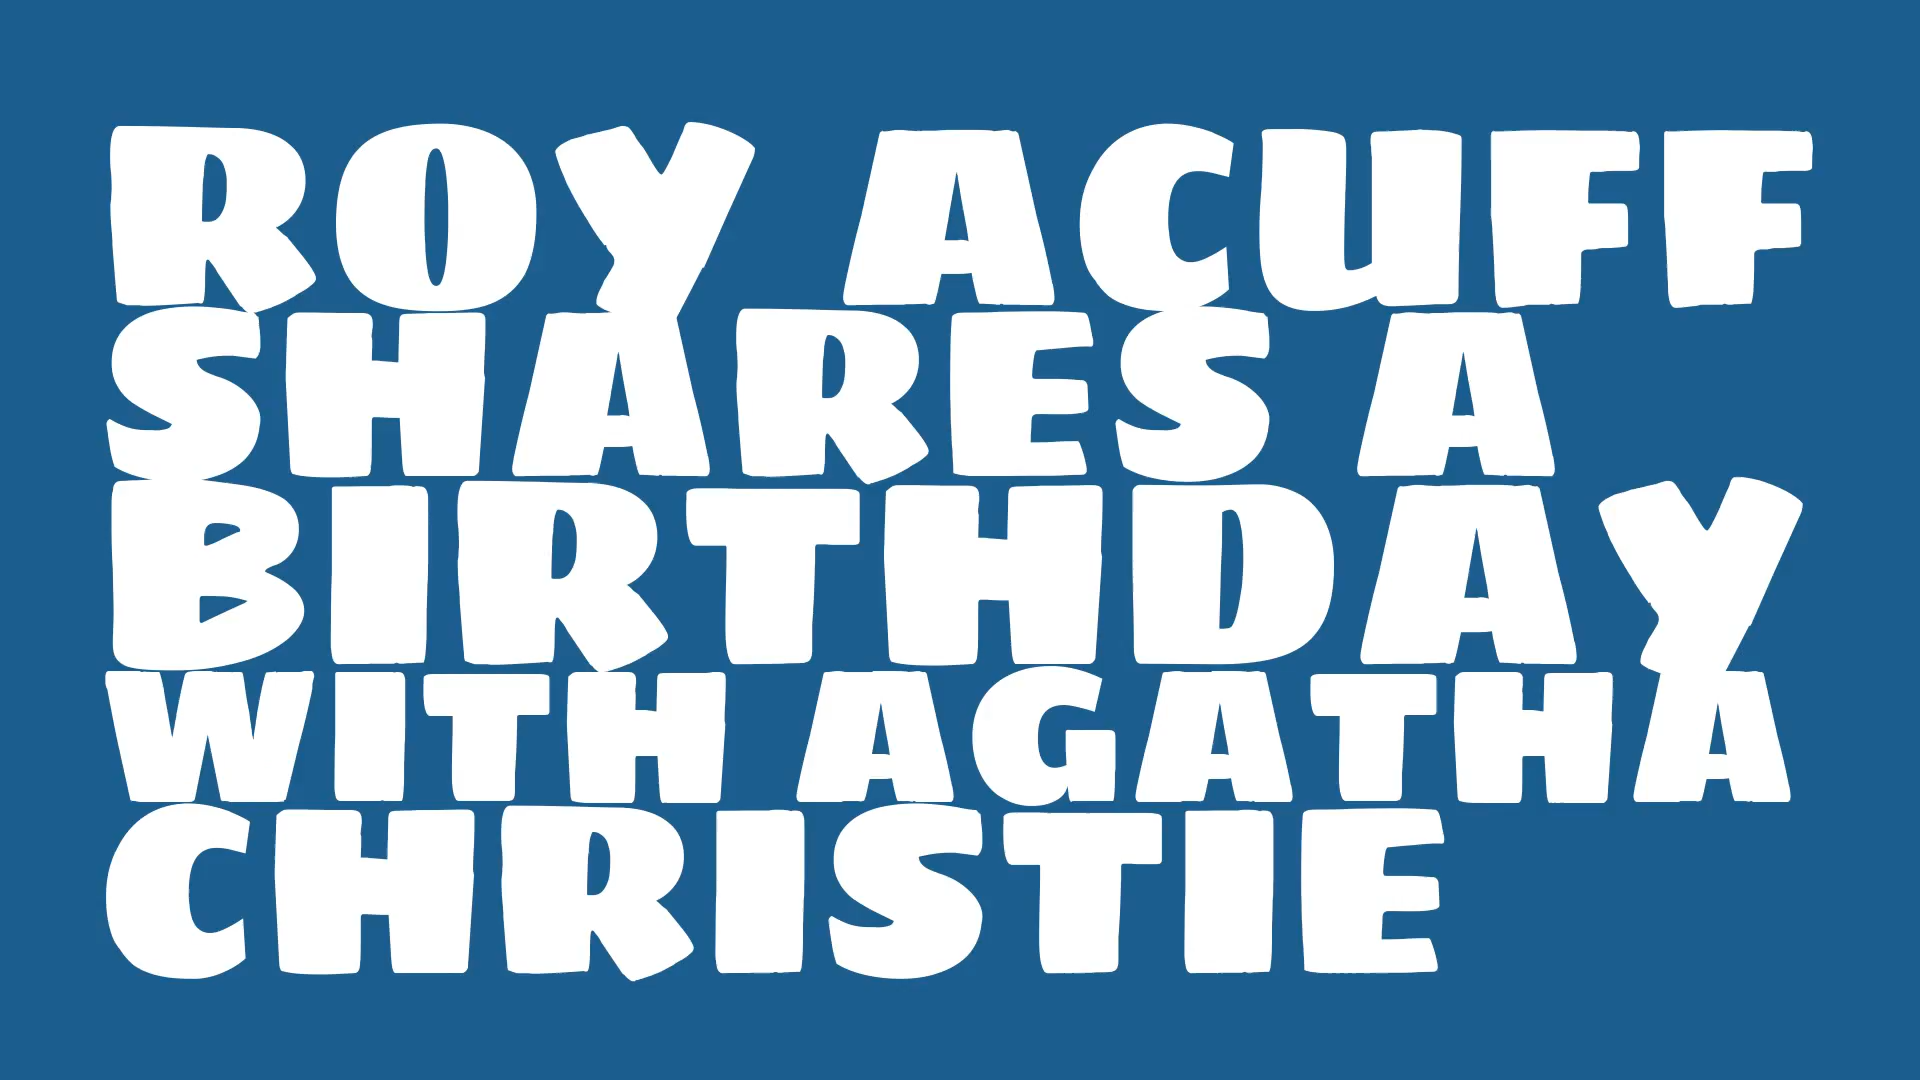 ROY ACUFF
SHARES A
BIRTHDAY
WITH AGATHA
CHRISTIE